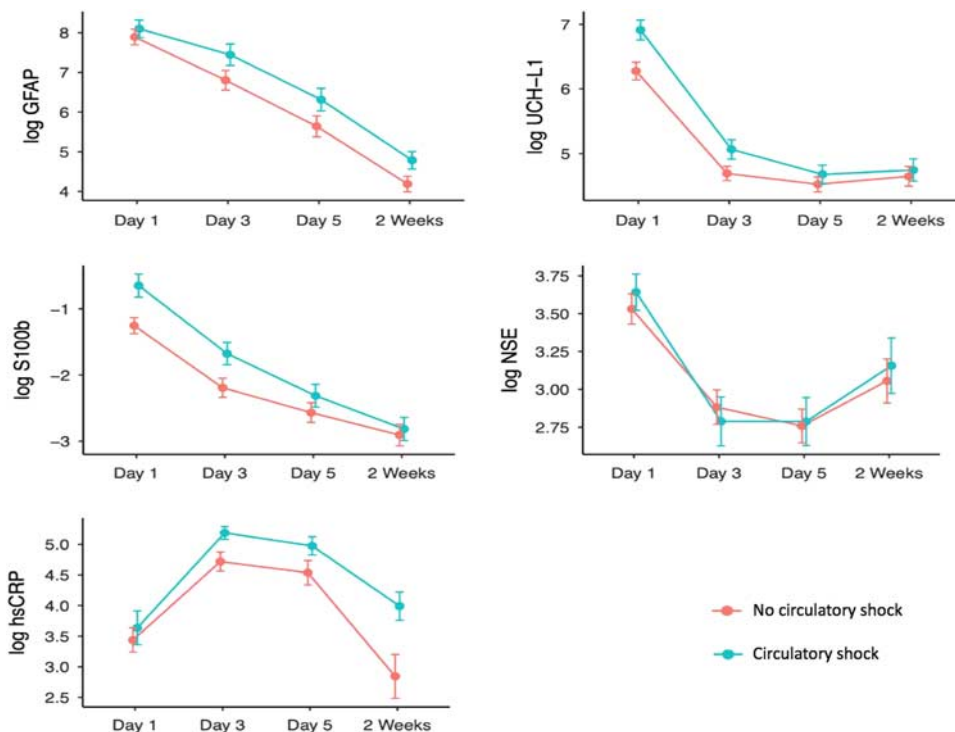 log GFAP
8
7
6
5
4
Day 1 Day 3 Day 5 2 Weeks
log UCH-L1
7
6
5
Day 1 Day 3 Day 5 2 Weeks
log S100b
−1
−2
−3
Day 1 Day 3 Day 5 2 Weeks
log NSE
3.75
3.50
3.25
3.00
2.75
Day 1 Day 3 Day 5 2 Weeks
log hsCRP
5.0
4.5
4.0
3.5
3.0
2.5
Day 1 Day 3 Day 5 2 Weeks
No circulatory shock
Circulatory shock